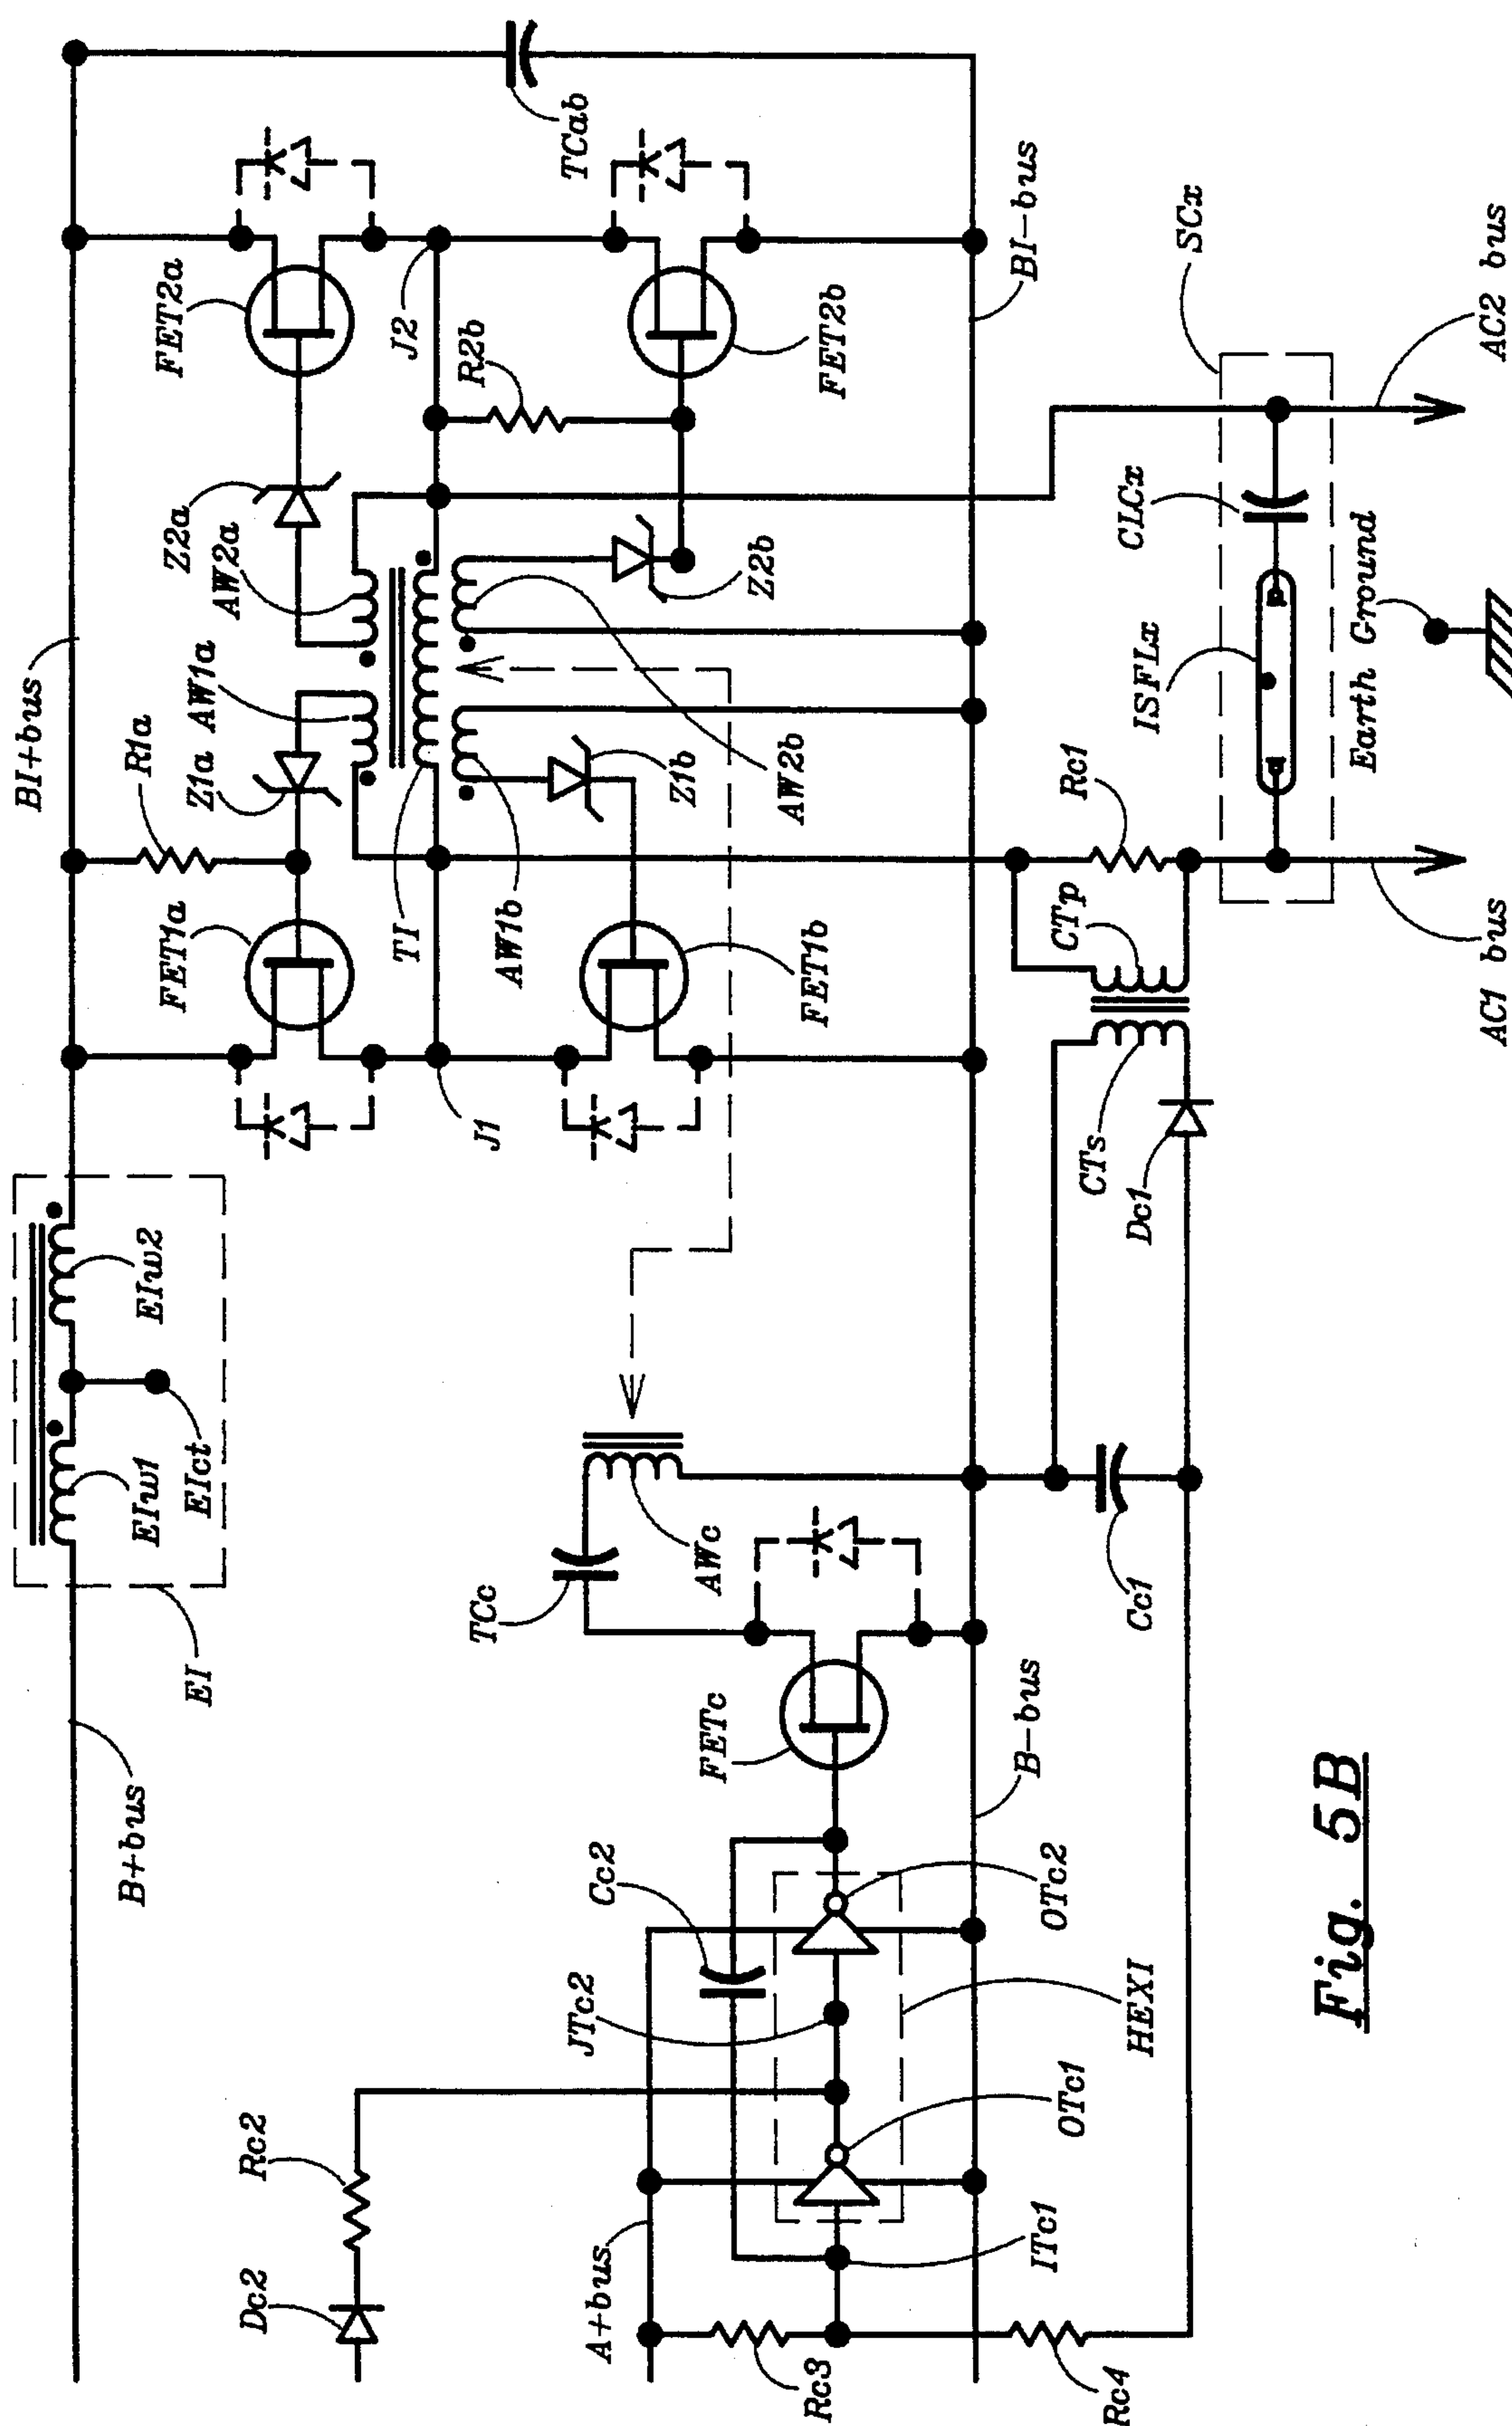 BI+bus
TCab
FET2a
J2
R2b
FET2b
BI-bus
SCx
AC2 bus
Z2a
AW2a
Z2b
CLCx
ISFLx
Earth Ground
R1a
Z1a
AW1a
Z1b
AW2b
Rc1
FET1a
TI
AW1b
FET1b
CTp
AC1 bus
J1
CTs
Dc1
EIw2
EIw1
EIct
EI
TCc
AWc
Cc1
B+bus
FETc
B-bus
Cc2
OTc2
JTc2
HEXI
Rc2
OTc1
Dc2
A+bus
ITc1
Rc3
Rc4
Fig. 5B